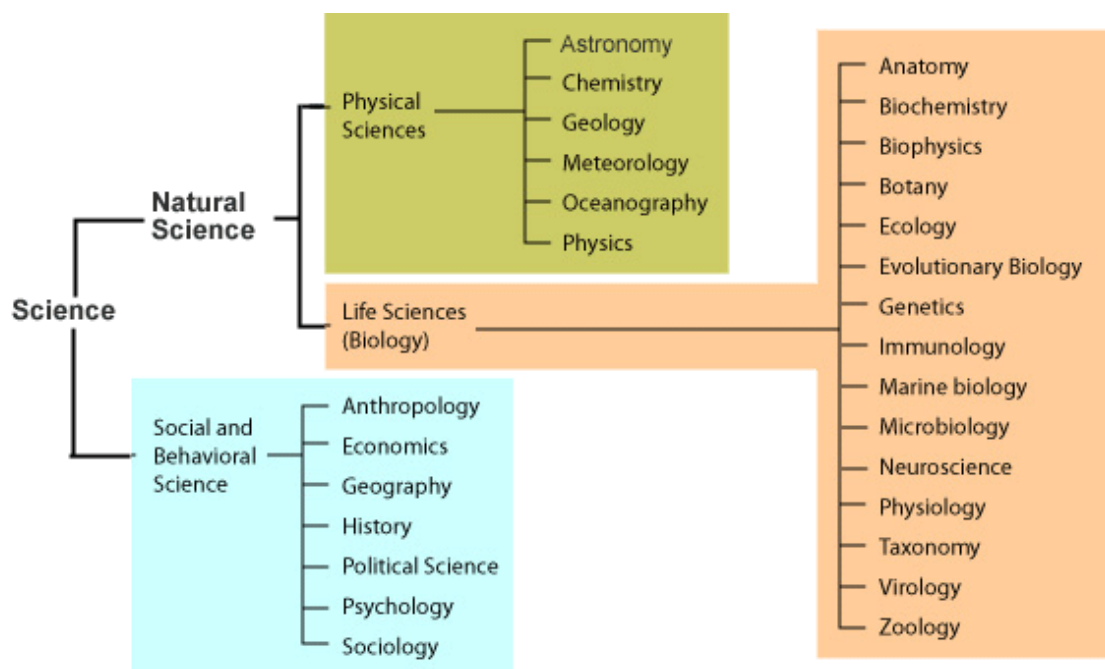 Science
Natural
Science
Physical
Sciences
Astronomy
Chemistry
Geology
Meteorology
Oceanography
Physics
Life Sciences
(Biology)
Anatomy
Biochemistry
Biophysics
Botany
Ecology
Evolutionary Biology
Genetics
Immunology
Marine biology
Microbiology
Neuroscience
Physiology
Taxonomy
Virology
Zoology
Social and
Behavioral
Science
Anthropology
Economics
Geography
History
Political Science
Psychology
Sociology